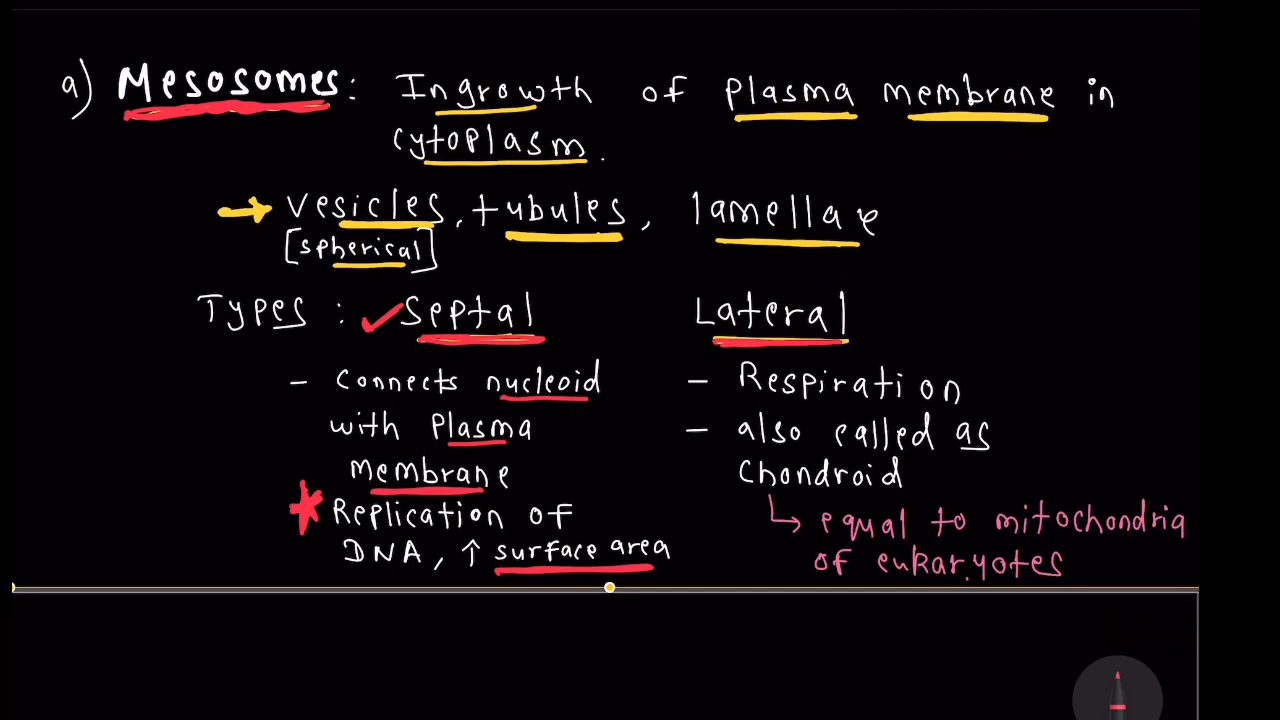 a) Mesosomes: Ingrowth of plasma membrane in
cytoplasm.
→ vesicles, tubules, lamellae
[spherical]
Types : ✓ Septal Lateral
- connects nucleoid
with Plasma
membrane
* Replication of
DNA, ↑ surface area
- Respiration
- also called as
Chondroid
↳ equal to mitochondria
of eukaryotes